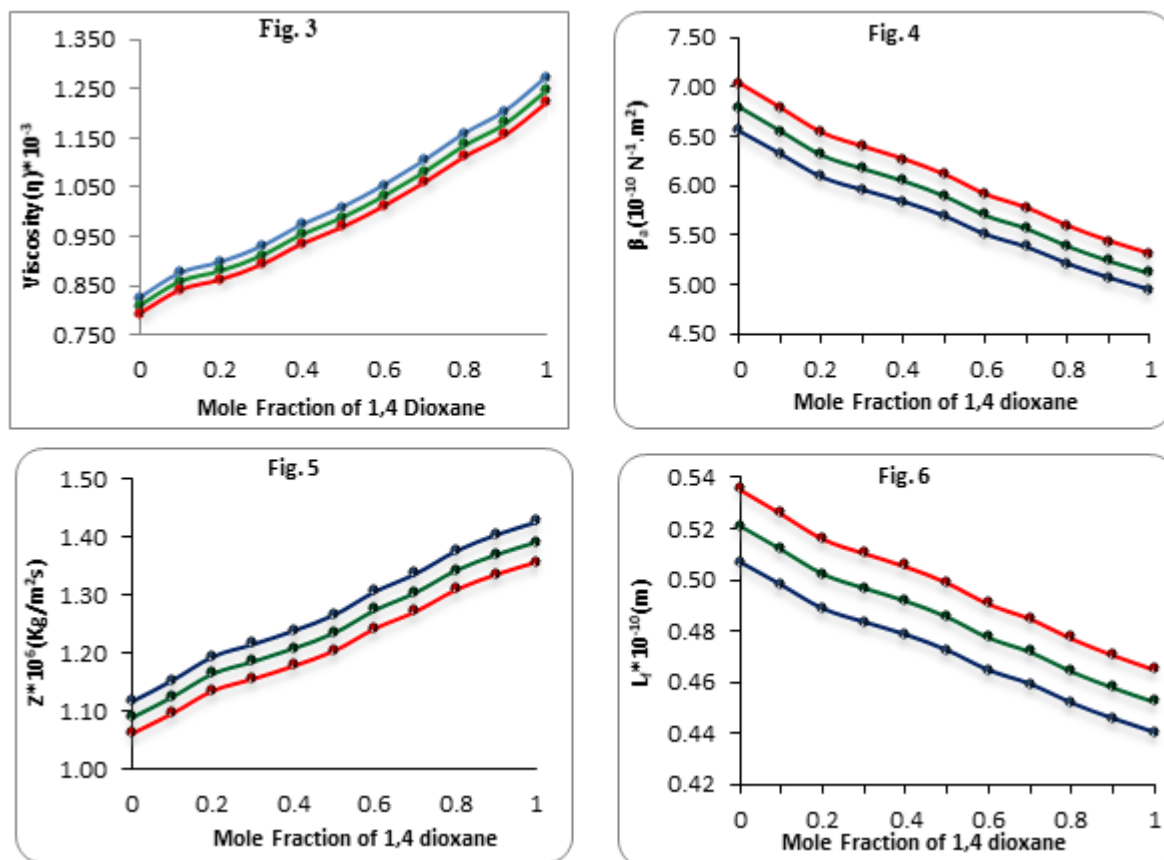 Fig. 3
Viscosity (η)*10⁻³
1.350
1.250
1.150
1.050
0.950
0.850
0.750
0 0.2 0.4 0.6 0.8 1
Mole Fraction of 1,4 Dioxane
Fig. 4
βₐ(10⁻¹⁰ N⁻¹.m²)
7.50
7.00
6.50
6.00
5.50
5.00
4.50
0 0.2 0.4 0.6 0.8 1
Mole Fraction of 1,4 dioxane
Fig. 5
Z*10⁶(Kg/m²s)
1.50
1.40
1.30
1.20
1.10
1.00
0 0.2 0.4 0.6 0.8 1
Mole Fraction of 1,4 dioxane
Fig. 6
L_f*10⁻¹⁰(m)
0.54
0.52
0.50
0.48
0.46
0.44
0.42
0 0.2 0.4 0.6 0.8 1
Mole Fraction of 1,4 dioxane